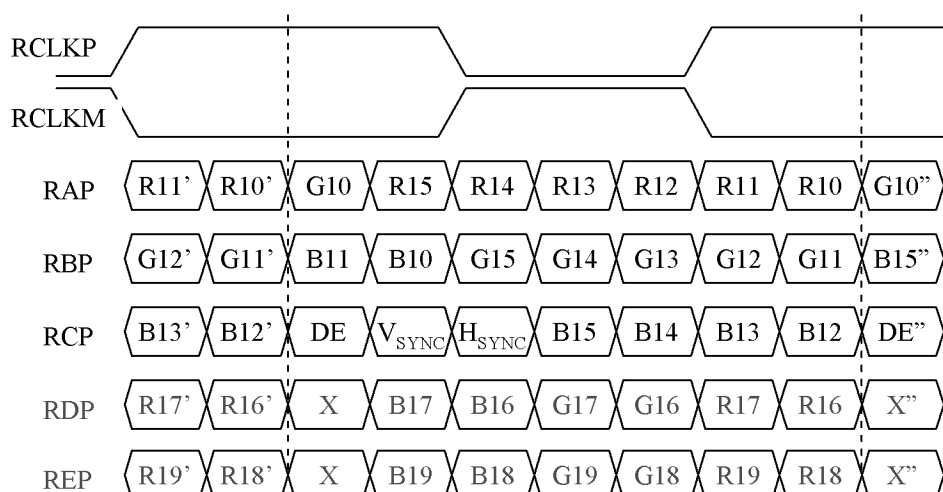 RCLKP
RCLKM
RAP R11’ R10’ G10 R15 R14 R13 R12 R11 R10 G10”
RBP G12’ G11’ B11 B10 G15 G14 G13 G12 G11 B15”
RCP B13’ B12’ DE VSYNC HSYNC B15 B14 B13 B12 DE”
RDP R17’ R16’ X B17 B16 G17 G16 R17 R16 X”
REP R19’ R18’ X B19 B18 G19 G18 R19 R18 X”